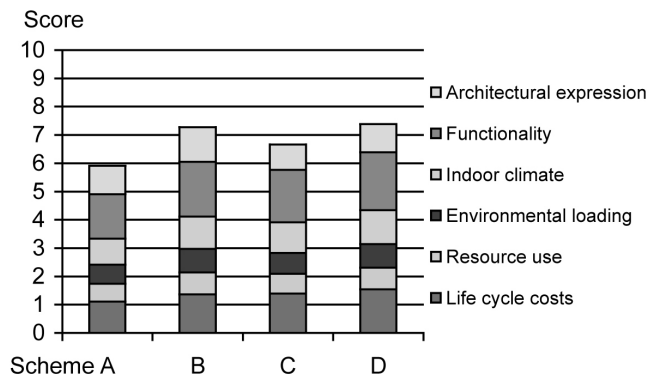 Score
10
9
8
7
6
5
4
3
2
1
0
Scheme A B C D
Architectural expression
Functionality
Indoor climate
Environmental loading
Resource use
Life cycle costs